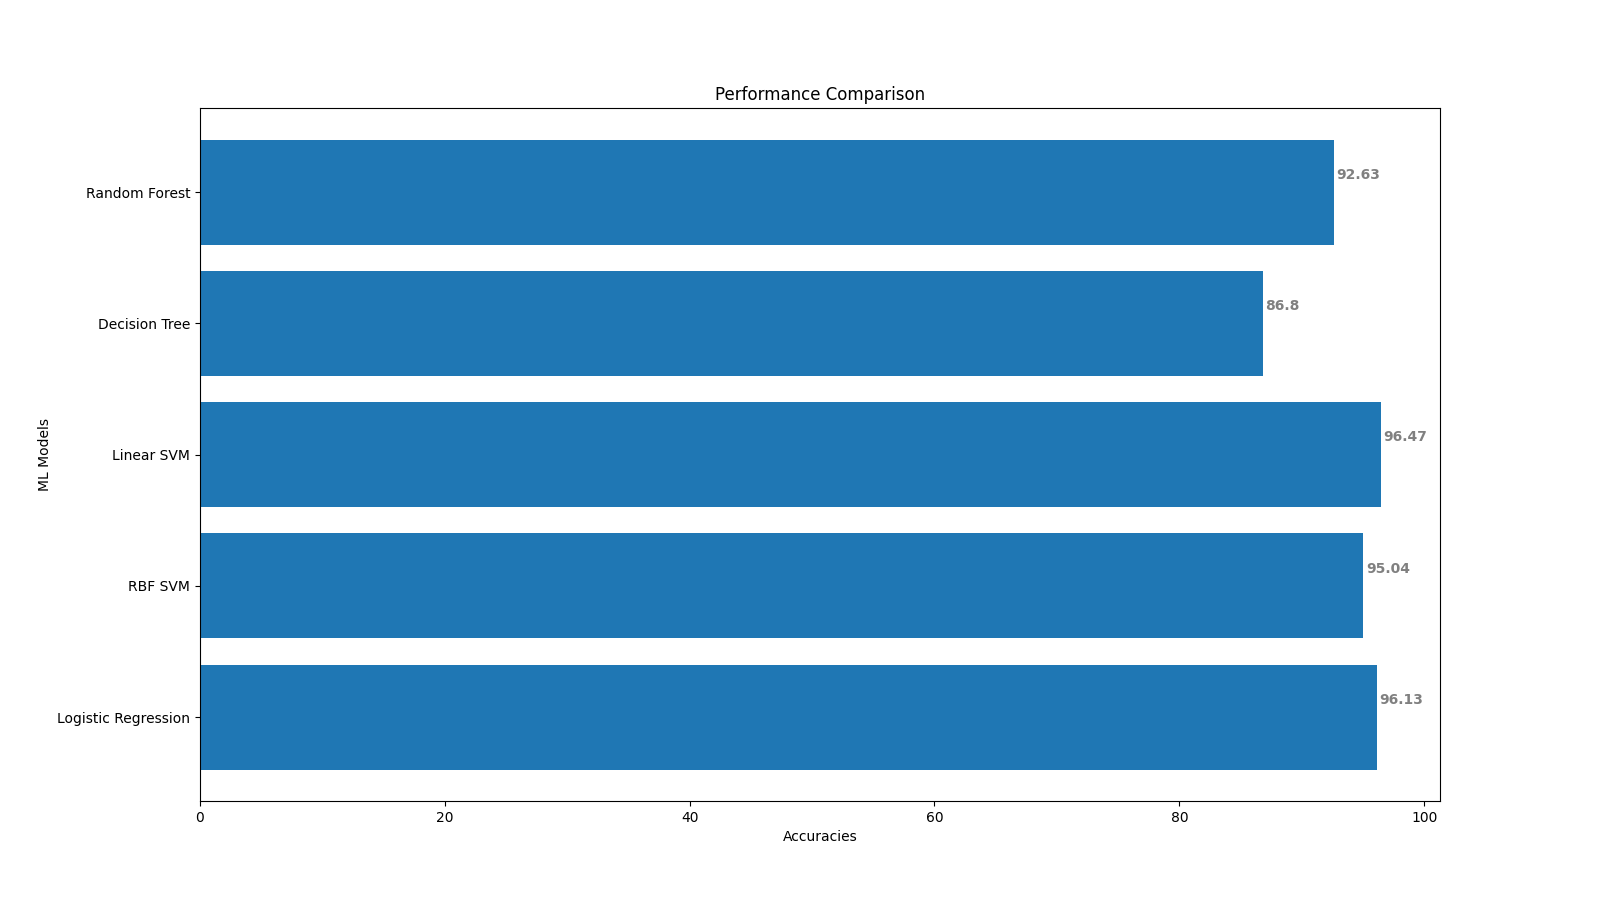 Performance Comparison
Random Forest
92.63
Decision Tree
86.8
Linear SVM
96.47
RBF SVM
95.04
Logistic Regression
96.13
ML Models
0 20 40 60 80 100
Accuracies